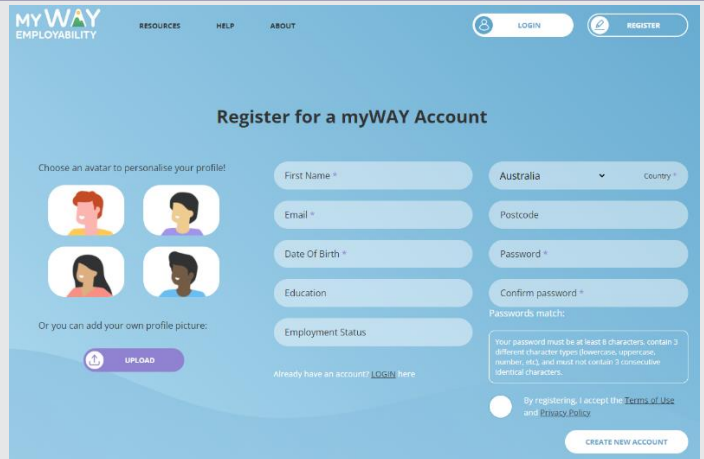 MYWAY
EMPLOYABILITY
RESOURCES
HELP
ABOUT
LOGIN
REGISTER
Register for a myWAY Account
Choose an avatar to personalise your profile!
Or you can add your own profile picture:
UPLOAD
First Name *
Email *
Date Of Birth *
Education
Employment Status
Already have an account? LOGIN here
Australia
Country *
Postcode
Password *
Confirm password *
Passwords match:
Your password must be at least 8 characters, contain 3
different character types (lowercase, uppercase,
number, etc), and must not contain 3 consecutive
identical characters.
By registering, I accept the Terms of Use
and Privacy Policy
CREATE NEW ACCOUNT